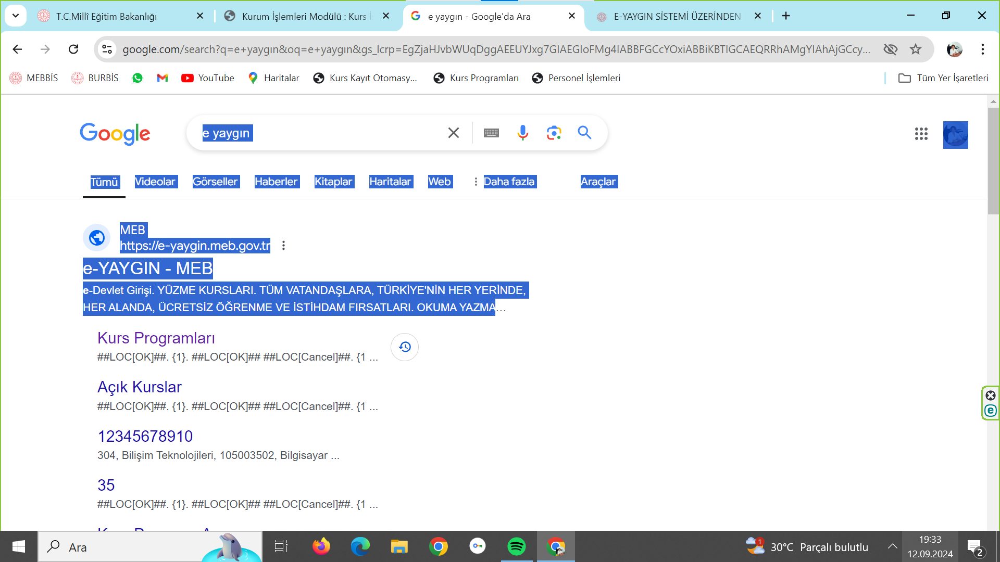 T.C.Millî Eğitim Bakanlığı
Kurum İşlemleri Modülü : Kurs İ
e yaygın - Google'da Ara
E-YAYGIN SİSTEMİ ÜZERİNDEN
google.com/search?q=e+yaygın&oq=e+yaygın&gs_lcrp=EgZjaHJvbWUqDggAEEUYJxg7GIAEGIoFMg4IABBFGCcYOxiABBiKBTIGCAEQRRhAMgYIAhAjGCcy...
MEBBİS
BURBİS
YouTube
Haritalar
Kurs Kayıt Otomasy...
Kurs Programları
Personel İşlemleri
Tüm Yer İşaretleri
Google
e yaygın
Tümü
Videolar
Görseller
Haberler
Kitaplar
Haritalar
Web
Daha fazla
Araçlar
MEB
https://e-yaygin.meb.gov.tr
e-YAYGIN - MEB
e-Devlet Girişi. YÜZME KURSLARI. TÜM VATANDAŞLARA, TÜRKİYE'NİN HER YERİNDE,
HER ALANDA, ÜCRETSİZ ÖĞRENME VE İSTİHDAM FIRSATLARI. OKUMA YAZMA...
Kurs Programları
##LOC[OK]##. {1}. ##LOC[OK]## ##LOC[Cancel]##. {1 ...
Açık Kurslar
##LOC[OK]##. {1}. ##LOC[OK]## ##LOC[Cancel]##. {1 ...
12345678910
304, Bilişim Teknolojileri, 105003502, Bilgisayar ...
35
##LOC[OK]##. {1}. ##LOC[OK]## ##LOC[Cancel]##. {1 ...
Ara
1
30°C Parçalı bulutlu
19:33
12.09.2024
2